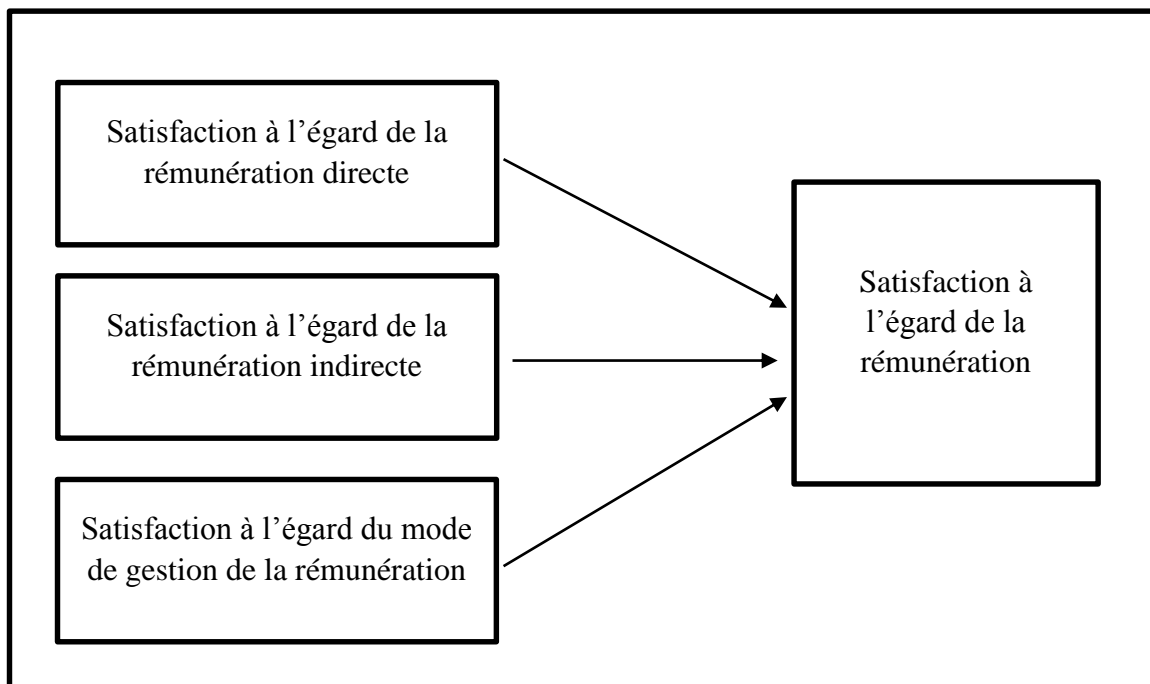 Satisfaction à l’égard de la
rémunération directe
Satisfaction à l’égard de la
rémunération indirecte
Satisfaction à l’égard du mode
de gestion de la rémunération
Satisfaction à
l’égard de la
rémunération